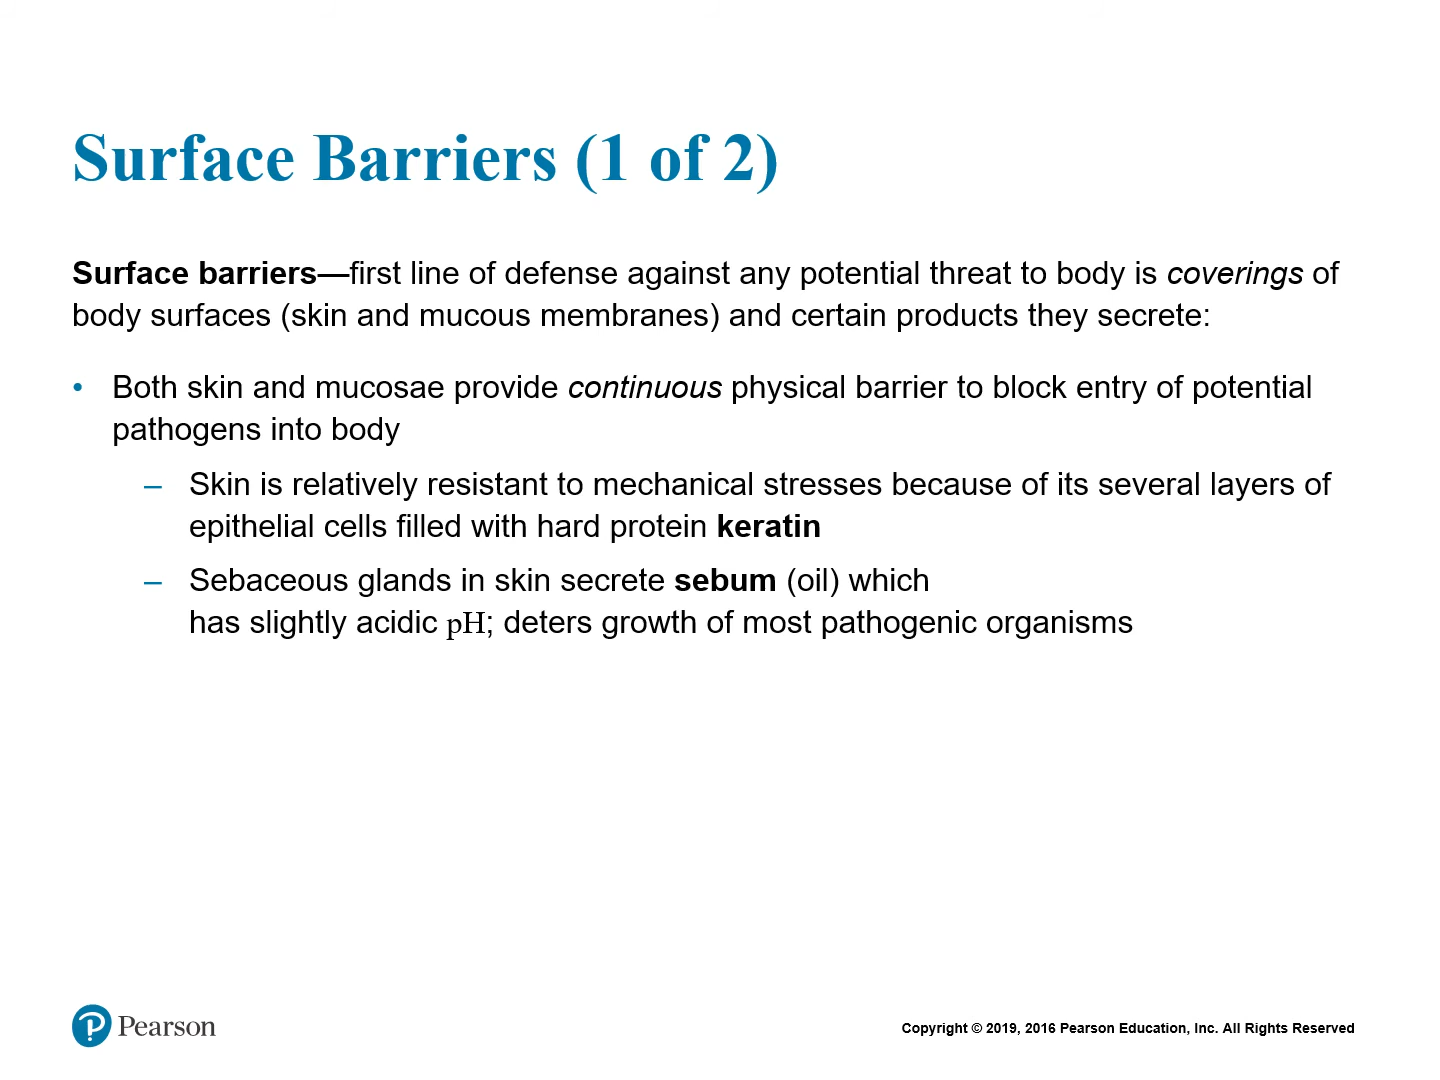 Surface Barriers (1 of 2)
Surface barriers—first line of defense against any potential threat to body is coverings of
body surfaces (skin and mucous membranes) and certain products they secrete:
• Both skin and mucosae provide continuous physical barrier to block entry of potential
pathogens into body
– Skin is relatively resistant to mechanical stresses because of its several layers of
epithelial cells filled with hard protein keratin
– Sebaceous glands in skin secrete sebum (oil) which
has slightly acidic pH; deters growth of most pathogenic organisms
Pearson
Copyright © 2019, 2016 Pearson Education, Inc. All Rights Reserved